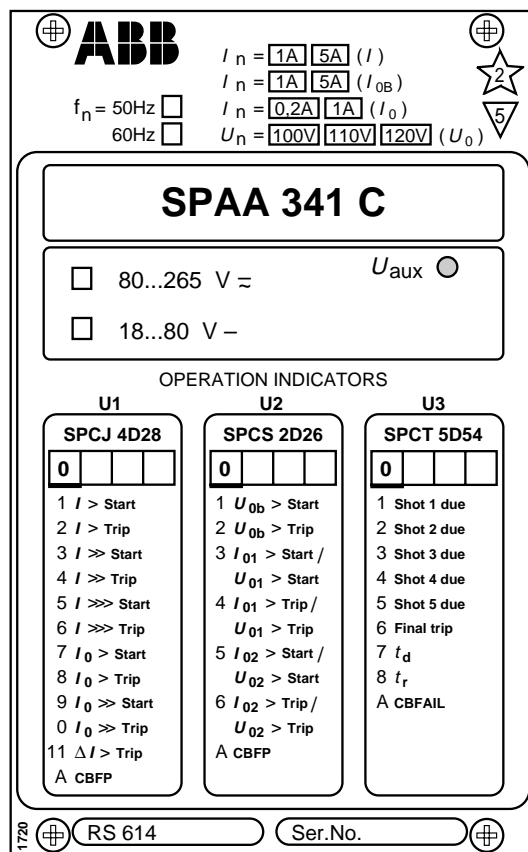 ABB
I n = 1A 5A (I)
I n = 1A 5A (I 0B)
2
f n = 50Hz
I n = 0,2A 1A (I 0)
5
60Hz
U n = 100V 110V 120V (U 0)
SPAA 341 C
80...265 V ≂
U aux
18...80 V –
OPERATION INDICATORS
U1
SPCJ 4D28
0
1 I > Start
2 I > Trip
3 I >> Start
4 I >> Trip
5 I >>> Start
6 I >>> Trip
7 I 0 > Start
8 I 0 > Trip
9 I 0 >> Start
0 I 0 >> Trip
11 Δ I > Trip
A CBFP
U2
SPCS 2D26
0
1 U 0b > Start
2 U 0b > Trip
3 I 01 > Start /
U 01 > Start
4 I 01 > Trip /
U 01 > Trip
5 I 02 > Start /
U 02 > Start
6 I 02 > Trip /
U 02 > Trip
A CBFP
U3
SPCT 5D54
0
1 Shot 1 due
2 Shot 2 due
3 Shot 3 due
4 Shot 4 due
5 Shot 5 due
6 Final trip
7 t d
8 t r
A CBFAIL
1720
RS 614
Ser.No.